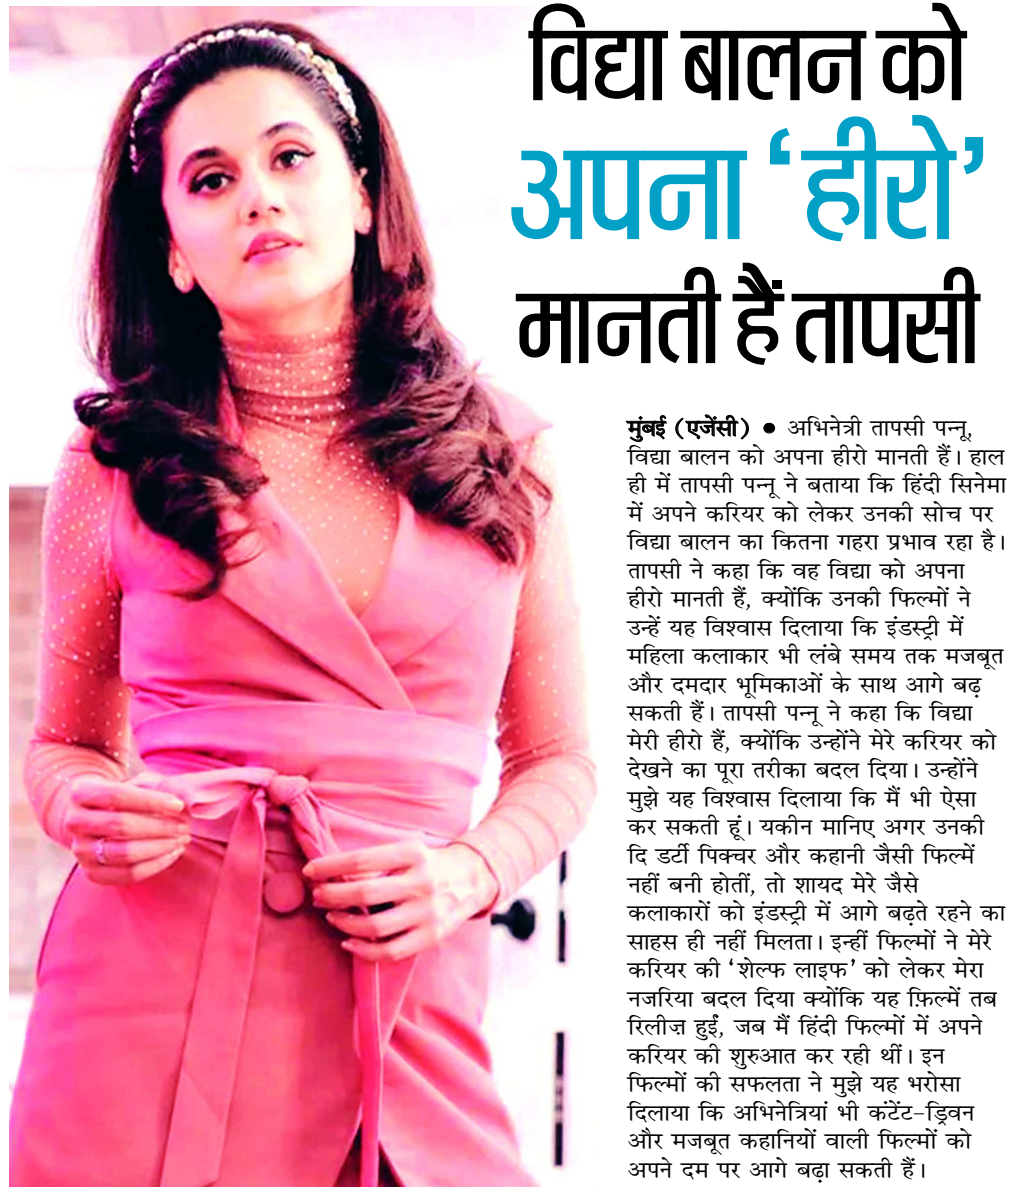 विद्या बालन को
अपना ‘हीरो’
मानती हैं तापसी
मुंबई (एजेंसी) ● अभिनेत्री तापसी पन्नू,
विद्या बालन को अपना हीरो मानती हैं। हाल
ही में तापसी पन्नू ने बताया कि हिंदी सिनेमा
में अपने करियर को लेकर उनकी सोच पर
विद्या बालन का कितना गहरा प्रभाव रहा है।
तापसी ने कहा कि वह विद्या को अपना
हीरो मानती हैं, क्योंकि उनकी फिल्मों ने
उन्हें यह विश्वास दिलाया कि इंडस्ट्री में
महिला कलाकार भी लंबे समय तक मजबूत
और दमदार भूमिकाओं के साथ आगे बढ़
सकती हैं। तापसी पन्नू ने कहा कि विद्या
मेरी हीरो हैं, क्योंकि उन्होंने मेरे करियर को
देखने का पूरा तरीका बदल दिया। उन्होंने
मुझे यह विश्वास दिलाया कि मैं भी ऐसा
कर सकती हूं। यकीन मानिए अगर उनकी
दि डर्टी पिक्चर और कहानी जैसी फिल्में
नहीं बनी होतीं, तो शायद मेरे जैसे
कलाकारों को इंडस्ट्री में आगे बढ़ते रहने का
साहस ही नहीं मिलता। इन्हीं फिल्मों ने मेरे
करियर की ‘शेल्फ लाइफ’ को लेकर मेरा
नजरिया बदल दिया क्योंकि यह फ़िल्में तब
रिलीज़ हुईं, जब मैं हिंदी फिल्मों में अपने
करियर की शुरुआत कर रही थीं। इन
फिल्मों की सफलता ने मुझे यह भरोसा
दिलाया कि अभिनेत्रियां भी कंटेंट-ड्रिवन
और मजबूत कहानियों वाली फिल्मों को
अपने दम पर आगे बढ़ा सकती हैं।